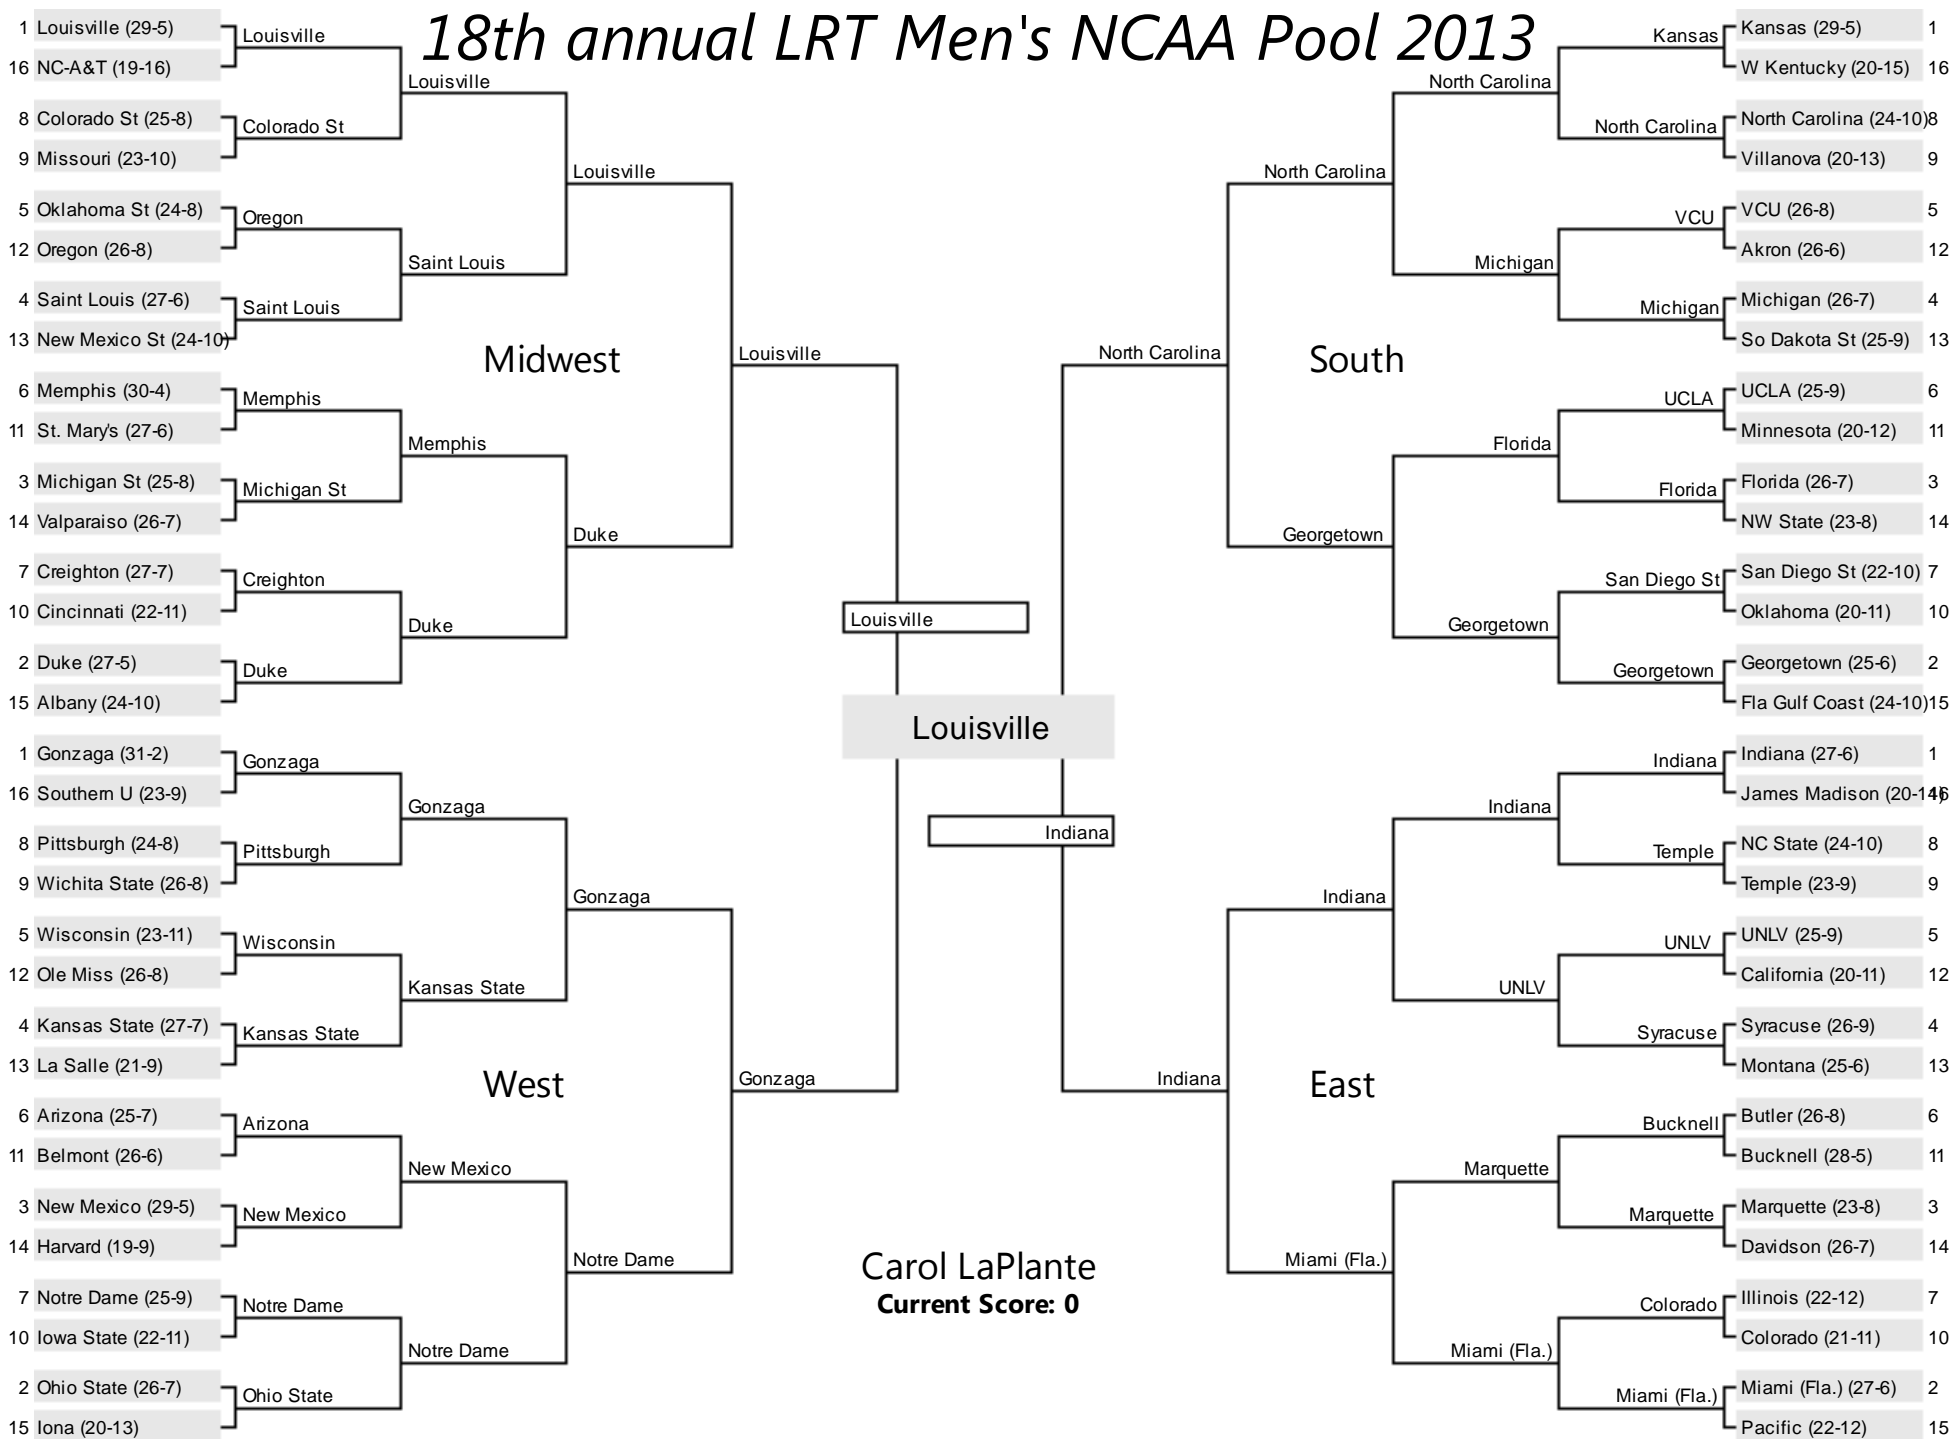 18th annual LRT Men's NCAA Pool 2013
1 Louisville (29-5)
16 NC-A&T (19-16)
8 Colorado St (25-8)
9 Missouri (23-10)
5 Oklahoma St (24-8)
12 Oregon (26-8)
4 Saint Louis (27-6)
13 New Mexico St (24-10)
6 Memphis (30-4)
11 St. Mary's (27-6)
3 Michigan St (25-8)
14 Valparaiso (26-7)
7 Creighton (27-7)
10 Cincinnati (22-11)
2 Duke (27-5)
15 Albany (24-10)
Louisville
Colorado St
Oregon
Saint Louis
Memphis
Michigan St
Creighton
Duke
Louisville
Saint Louis
Memphis
Duke
Louisville
Duke
Midwest
Louisville
1 Gonzaga (31-2)
16 Southern U (23-9)
8 Pittsburgh (24-8)
9 Wichita State (26-8)
5 Wisconsin (23-11)
12 Ole Miss (26-8)
4 Kansas State (27-7)
13 La Salle (21-9)
6 Arizona (25-7)
11 Belmont (26-6)
3 New Mexico (29-5)
14 Harvard (19-9)
7 Notre Dame (25-9)
10 Iowa State (22-11)
2 Ohio State (26-7)
15 Iona (20-13)
Gonzaga
Pittsburgh
Wisconsin
Kansas State
Arizona
New Mexico
Notre Dame
Ohio State
Gonzaga
Kansas State
New Mexico
Notre Dame
Gonzaga
Notre Dame
West
Gonzaga
Louisville
Louisville
Indiana
Carol LaPlante
Current Score: 0
North Carolina
South
North Carolina
Georgetown
North Carolina
Michigan
Florida
Georgetown
Kansas
North Carolina
VCU
Michigan
UCLA
Florida
San Diego St
Georgetown
Kansas (29-5) 1
W Kentucky (20-15) 16
North Carolina (24-10) 8
Villanova (20-13) 9
VCU (26-8) 5
Akron (26-6) 12
Michigan (26-7) 4
So Dakota St (25-9) 13
UCLA (25-9) 6
Minnesota (20-12) 11
Florida (26-7) 3
NW State (23-8) 14
San Diego St (22-10) 7
Oklahoma (20-11) 10
Georgetown (25-6) 2
Fla Gulf Coast (24-10) 15
Indiana
East
Indiana
Miami (Fla.)
Indiana
UNLV
Marquette
Miami (Fla.)
Indiana
Temple
UNLV
Syracuse
Bucknell
Marquette
Colorado
Miami (Fla.)
Indiana (27-6) 1
James Madison (20-14) 16
NC State (24-10) 8
Temple (23-9) 9
UNLV (25-9) 5
California (20-11) 12
Syracuse (26-9) 4
Montana (25-6) 13
Butler (26-8) 6
Bucknell (28-5) 11
Marquette (23-8) 3
Davidson (26-7) 14
Illinois (22-12) 7
Colorado (21-11) 10
Miami (Fla.) (27-6) 2
Pacific (22-12) 15